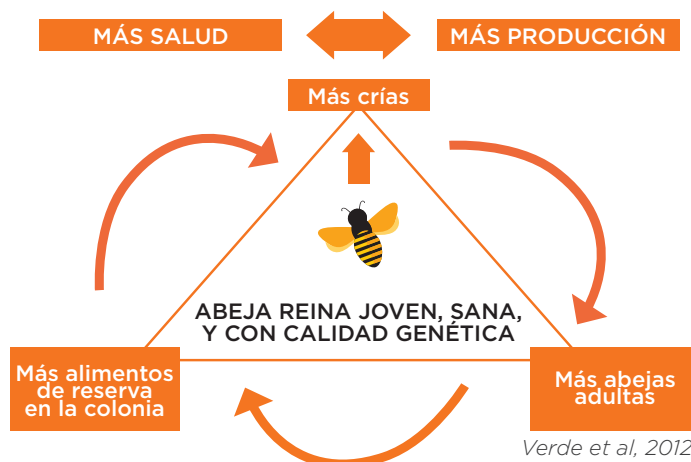 MÁS SALUD
MÁS PRODUCCIÓN
Más crías
ABEJA REINA JOVEN, SANA,
Y CON CALIDAD GENÉTICA
Más alimentos
de reserva
en la colonia
Más abejas
adultas
Verde et al, 2012